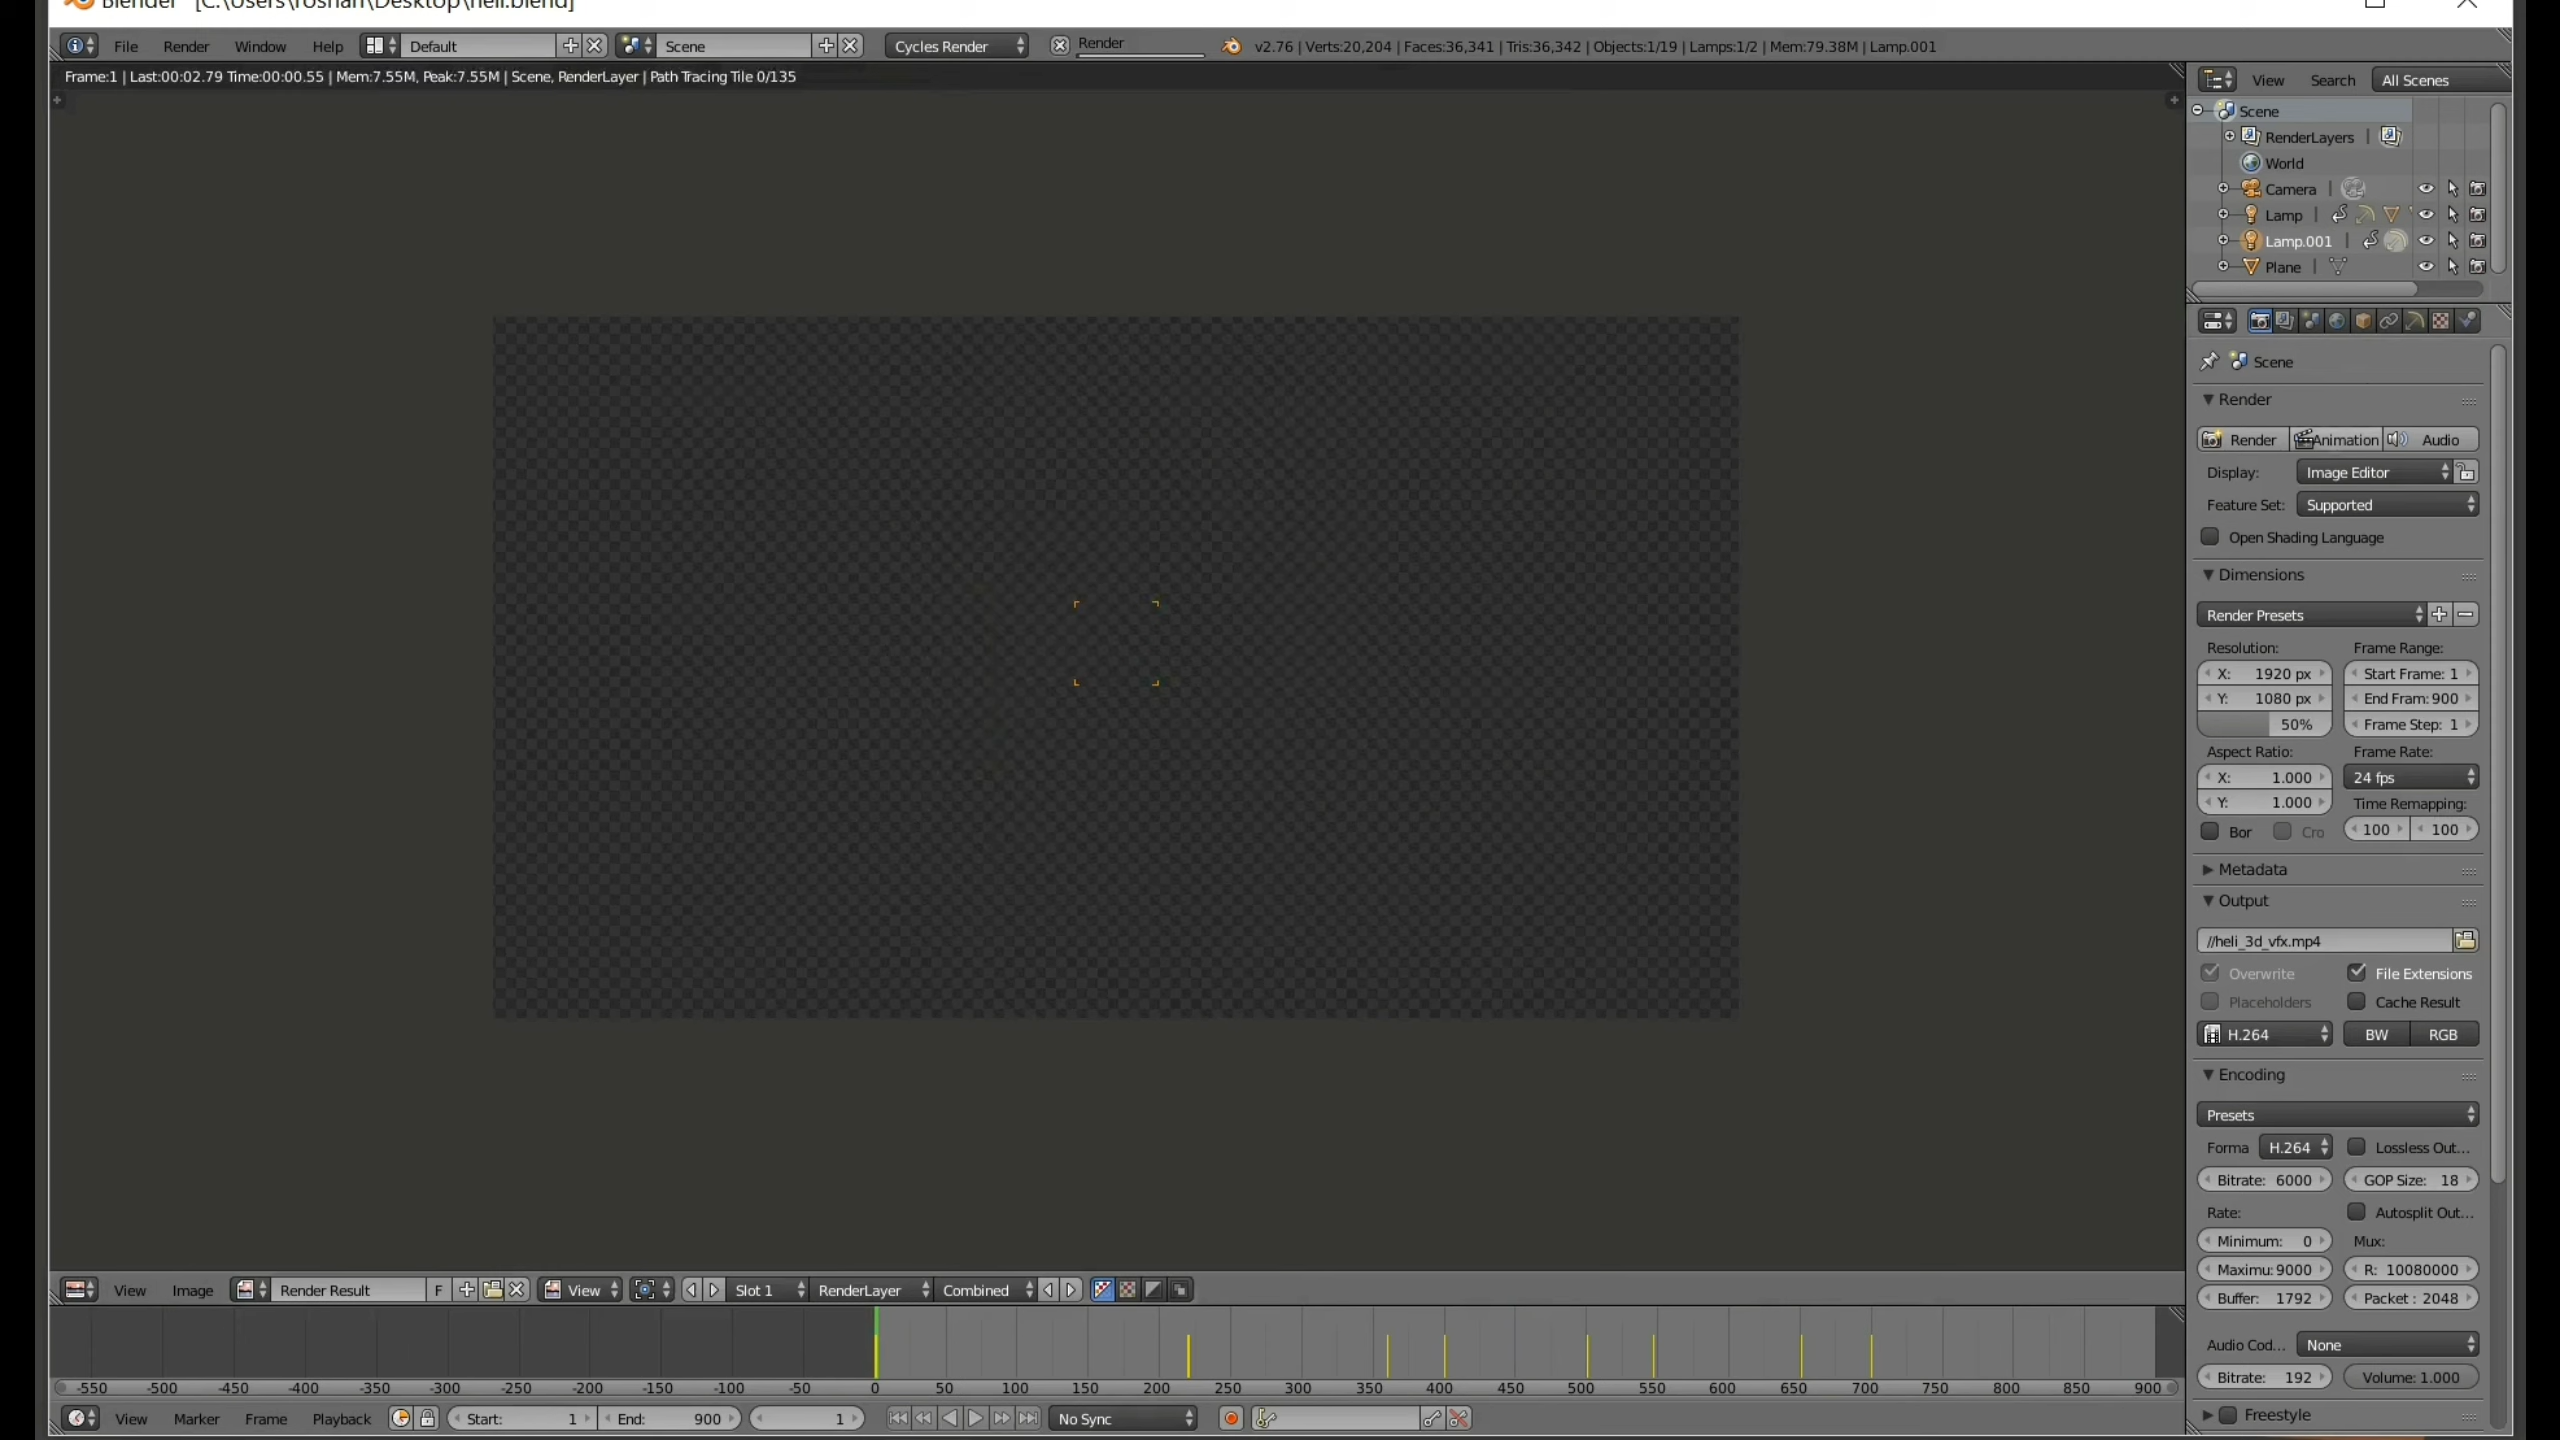 Blender [C:\Users\roshan\Desktop\heli.blend]
File Render Window Help Default Scene Cycles Render Render v2.76 | Verts:20,204 | Faces:36,341 | Tris:36,342 | Objects:1/19 | Lamps:1/2 | Mem:79.38M | Lamp.001
Frame:1 | Last:00:02.79 Time:00:00.55 | Mem:7.55M, Peak:7.55M | Scene, RenderLayer | Path Tracing Tile 0/135
View Search All Scenes
Scene
RenderLayers
World
Camera
Lamp
Lamp.001
Plane
Scene
Render
Render Animation Audio
Display: Image Editor
Feature Set: Supported
Open Shading Language
Dimensions
Render Presets
Resolution: Frame Range:
X: 1920 px Start Frame: 1
Y: 1080 px End Fram: 900
50% Frame Step: 1
Aspect Ratio: Frame Rate:
X: 1.000 24 fps
Y: 1.000 Time Remapping:
Bor Cro 100 100
Metadata
Output
//heli_3d_vfx.mp4
Overwrite File Extensions
Placeholders Cache Result
H.264 BW RGB
Encoding
Presets
Forma H.264 Lossless Out...
Bitrate: 6000 GOP Size: 18
Rate: Autosplit Out...
Minimum: 0 Mux:
Maximu: 9000 R: 10080000
Buffer: 1792 Packet : 2048
Audio Cod... None
Bitrate: 192 Volume: 1.000
Freestyle
View Image Render Result F View Slot 1 RenderLayer Combined
-550 -500 -450 -400 -350 -300 -250 -200 -150 -100 -50 0 50 100 150 200 250 300 350 400 450 500 550 600 650 700 750 800 850 900
View Marker Frame Playback Start: 1 End: 900 1 No Sync